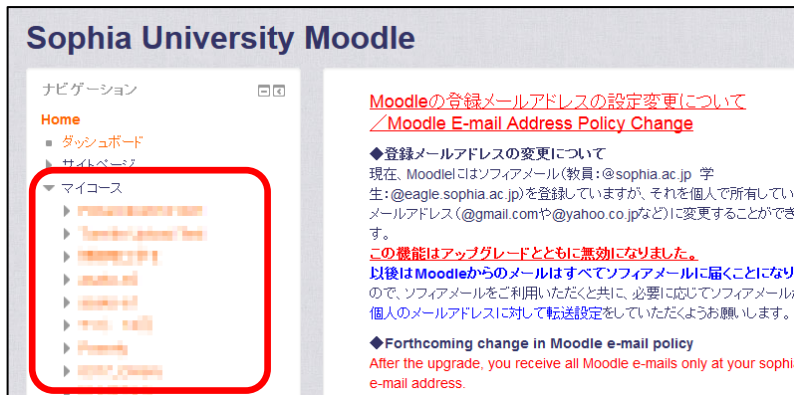 Sophia University Moodle
ナビゲーション
Home
ダッシュボード
サイトページ
マイコース
Moodleの登録メールアドレスの設定変更について
／Moodle E-mail Address Policy Change
◆登録メールアドレスの変更について
現在、Moodleにはソフィアメール(教員：@sophia.ac.jp 学
生：@eagle.sophia.ac.jp)を登録していますが、それを個人で所有してい
メールアドレス(@gmail.comや@yahoo.co.jpなど)に変更することができ
す。
この機能はアップグレードとともに無効になりました。
以後はMoodleからのメールはすべてソフィアメールに届くことになり
ので、ソフィアメールをご利用いただくと共に、必要に応じてソフィアメール
個人のメールアドレスに対して転送設定をしていただくようお願いします。
◆Forthcoming change in Moodle e-mail policy
After the upgrade, you receive all Moodle e-mails only at your sophi
e-mail address.